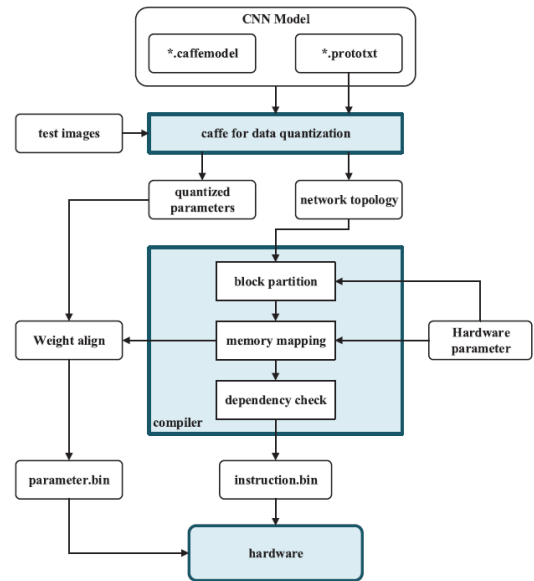 CNN Model
*.caffemodel
*.prototxt
test images
caffe for data quantization
quantized
parameters
network topology
block partition
Weight align
memory mapping
Hardware
parameter
dependency check
compiler
parameter.bin
instruction.bin
hardware